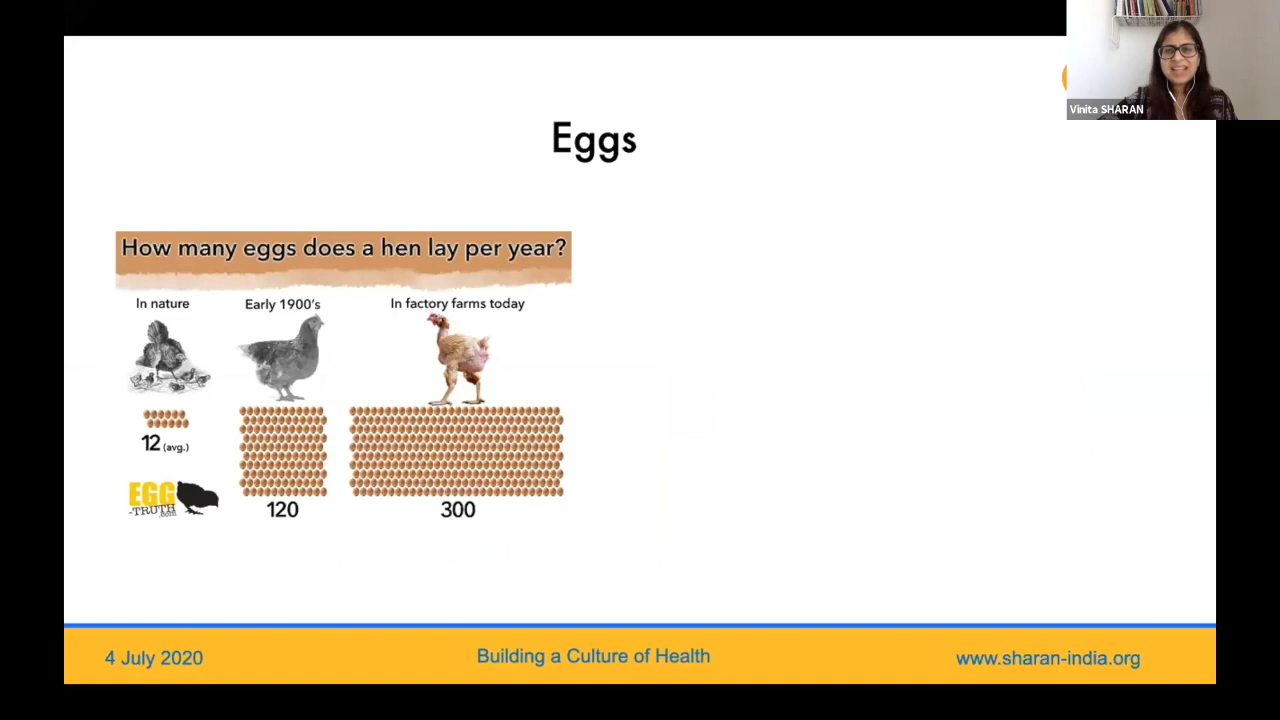 Vinita SHARAN
Eggs
How many eggs does a hen lay per year?
In nature
Early 1900's
In factory farms today
12 (avg.)
120
300
EGG
-TRUTH
.com
4 July 2020
Building a Culture of Health
www.sharan-india.org